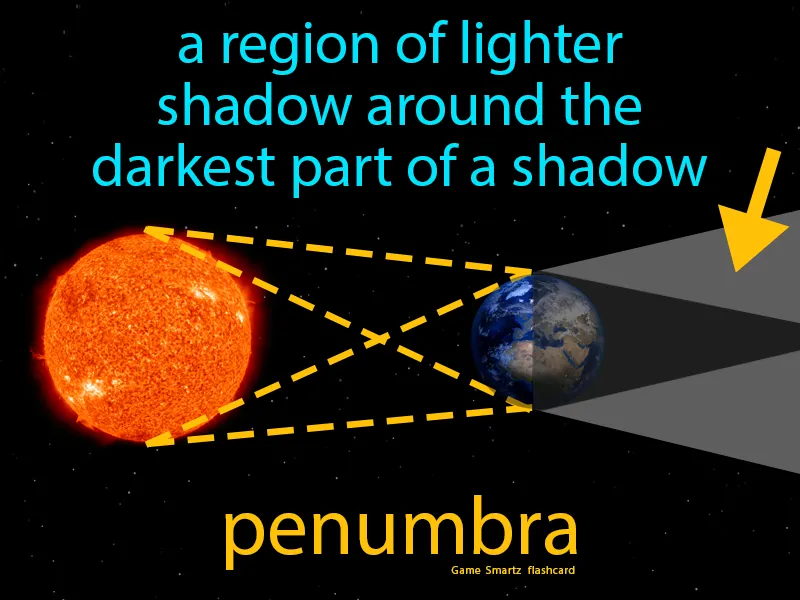 a region of lighter
shadow around the
darkest part of a shadow
penumbra
Game Smartz flashcard